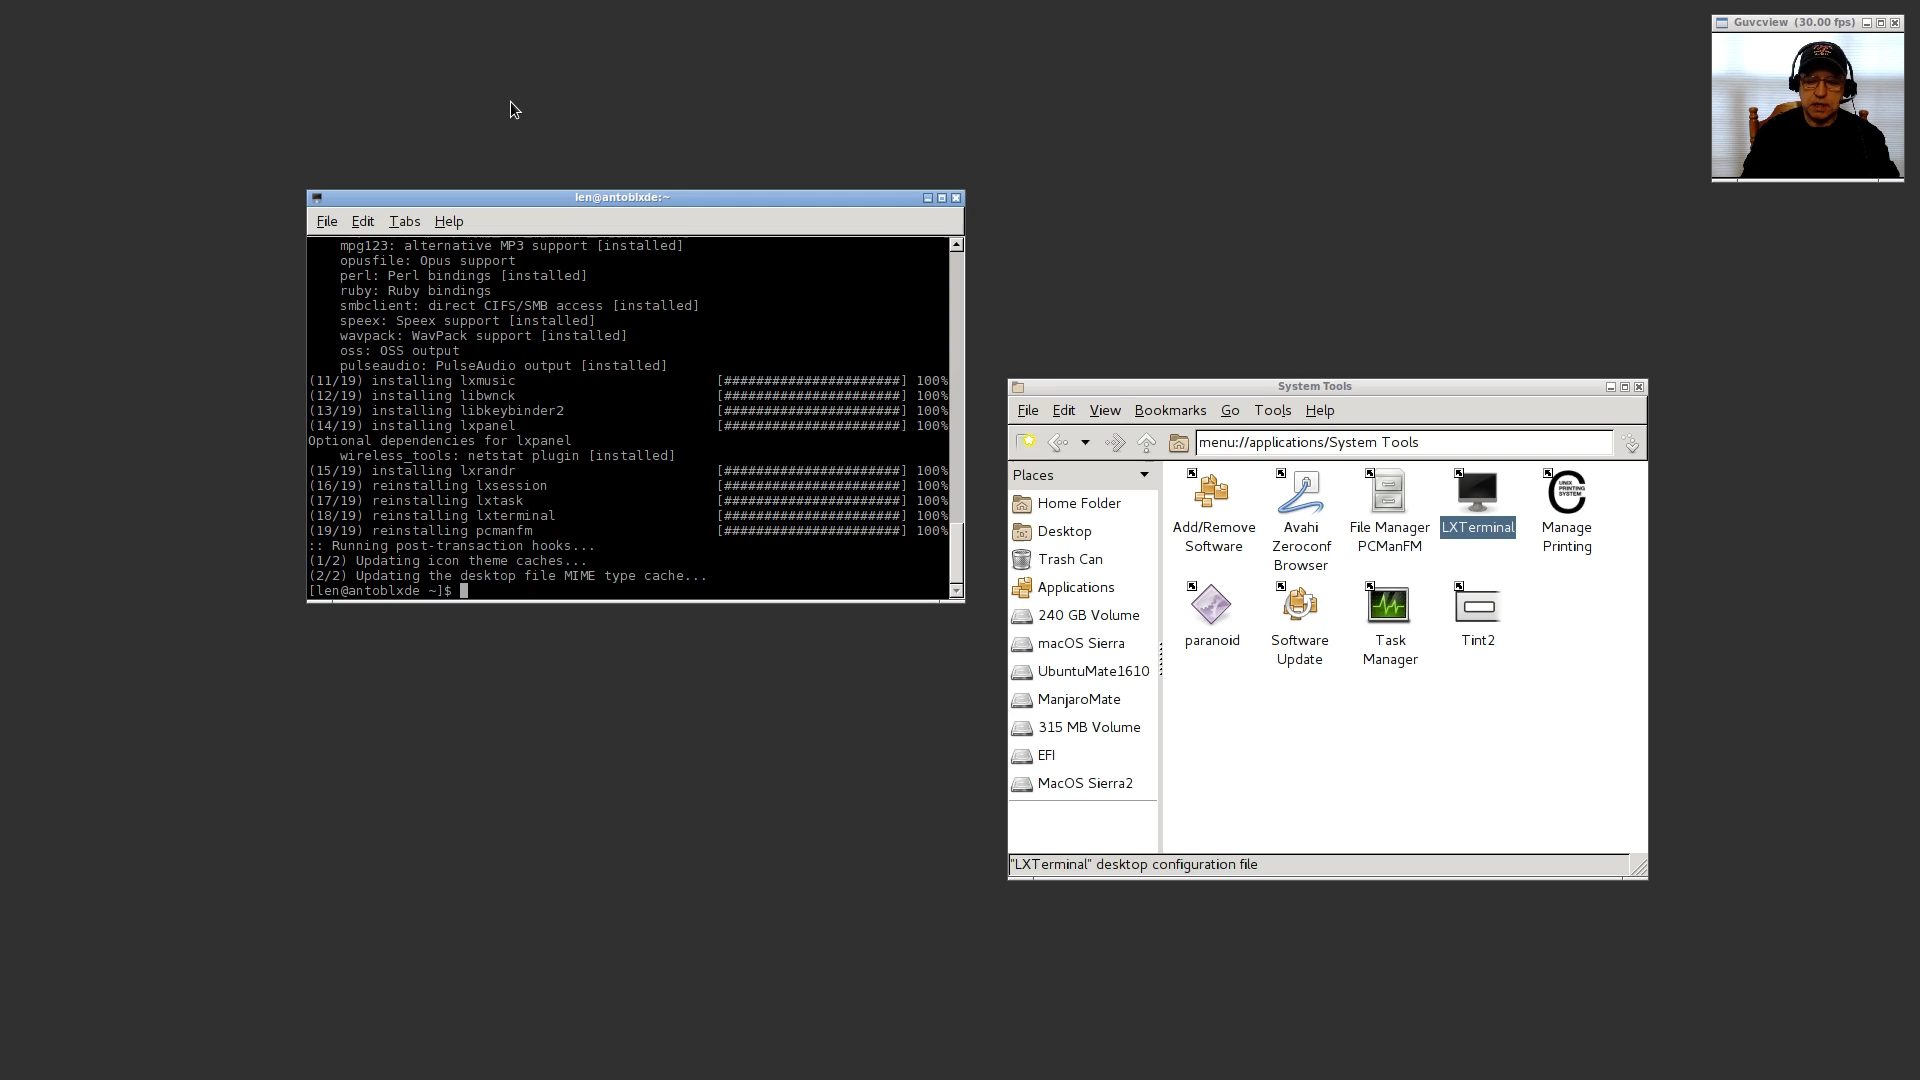 Guvcview (30.00 fps)
len@antoblxde:~
File Edit Tabs Help
mpg123: alternative MP3 support [installed]
opusfile: Opus support
perl: Perl bindings [installed]
ruby: Ruby bindings
smbclient: direct CIFS/SMB access [installed]
speex: Speex support [installed]
wavpack: WavPack support [installed]
oss: OSS output
pulseaudio: PulseAudio output [installed]
(11/19) installing lxmusic [######################] 100%
(12/19) installing libwnck [######################] 100%
(13/19) installing libkeybinder2 [######################] 100%
(14/19) installing lxpanel [######################] 100%
Optional dependencies for lxpanel
wireless_tools: netstat plugin [installed]
(15/19) installing lxrandr [######################] 100%
(16/19) reinstalling lxsession [######################] 100%
(17/19) reinstalling lxtask [######################] 100%
(18/19) reinstalling lxterminal [######################] 100%
(19/19) reinstalling pcmanfm [######################] 100%
:: Running post-transaction hooks...
(1/2) Updating icon theme caches...
(2/2) Updating the desktop file MIME type cache...
[len@antoblxde ~]$
System Tools
File Edit View Bookmarks Go Tools Help
menu://applications/System Tools
Places
Home Folder
Desktop
Trash Can
Applications
240 GB Volume
macOS Sierra
UbuntuMate1610
ManjaroMate
315 MB Volume
EFI
MacOS Sierra2
Add/Remove
Software
Avahi
Zeroconf
Browser
File Manager
PCManFM
LXTerminal
UNIX
PRINTING
SYSTEM
Manage
Printing
paranoid
Software
Update
Task
Manager
Tint2
"LXTerminal" desktop configuration file